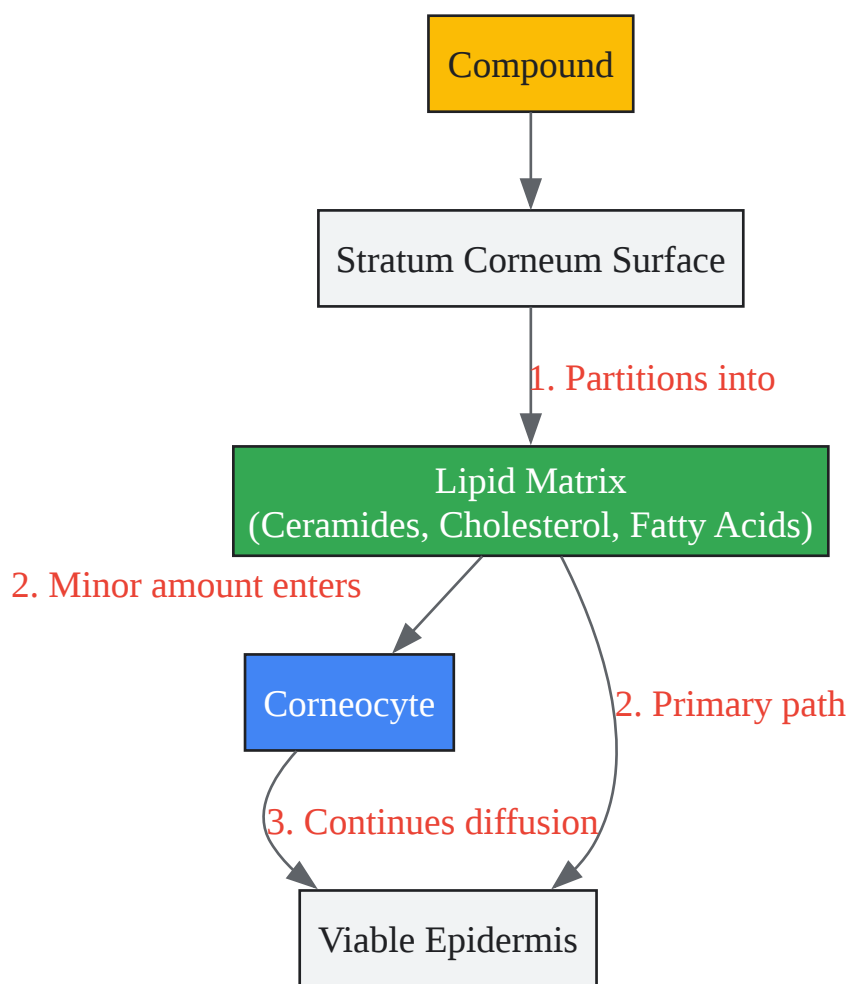 Compound
Stratum Corneum Surface
1. Partitions into
Lipid Matrix
(Ceramides, Cholesterol, Fatty Acids)
2. Minor amount enters
Corneocyte
2. Primary path
3. Continues diffusion
Viable Epidermis